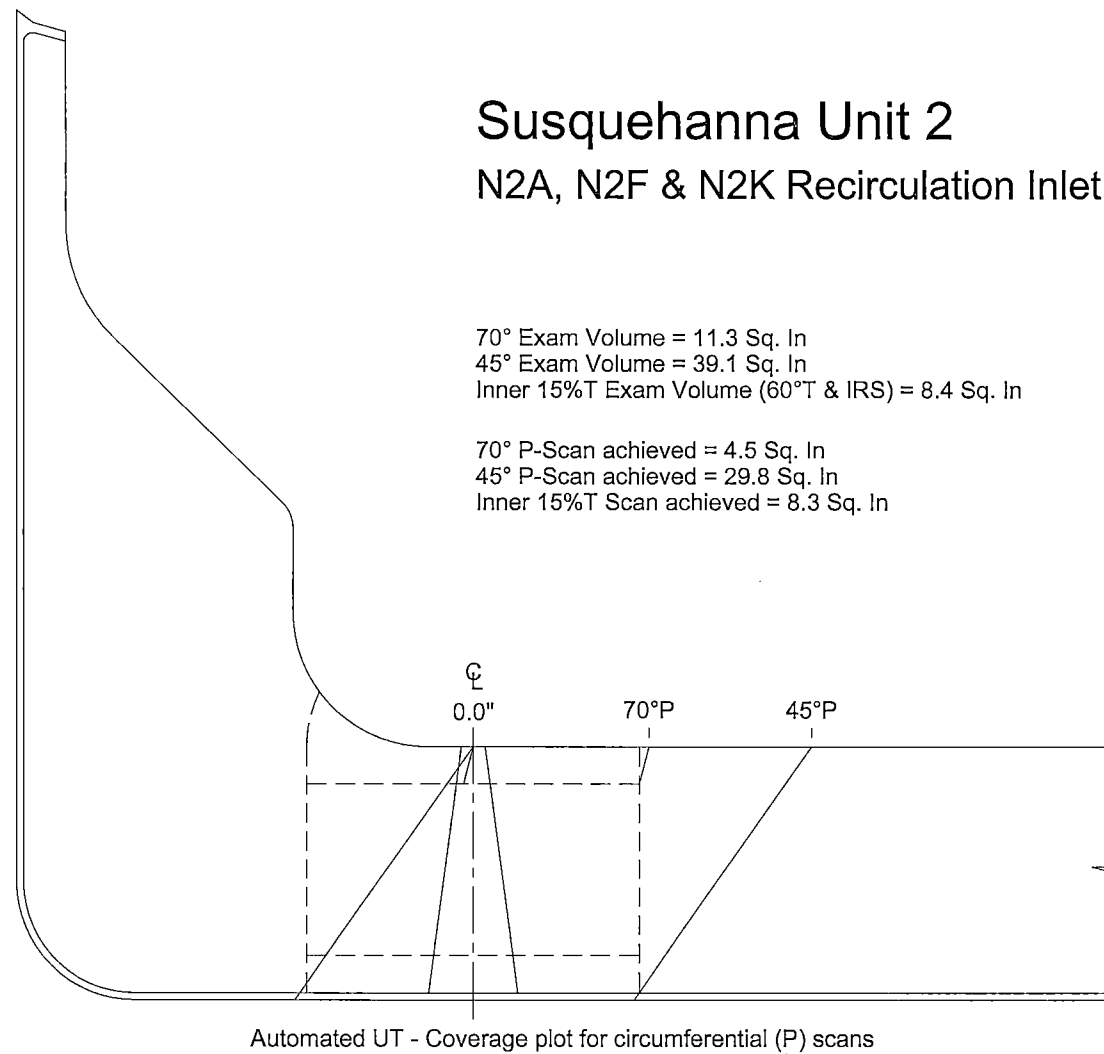 Susquehanna Unit 2
N2A, N2F & N2K Recirculation Inlet
70° Exam Volume = 11.3 Sq. In
45° Exam Volume = 39.1 Sq. In
Inner 15%T Exam Volume (60°T & IRS) = 8.4 Sq. In
70° P-Scan achieved = 4.5 Sq. In
45° P-Scan achieved = 29.8 Sq. In
Inner 15%T Scan achieved = 8.3 Sq. In
℄
0.0" 70°P 45°P
Automated UT - Coverage plot for circumferential (P) scans